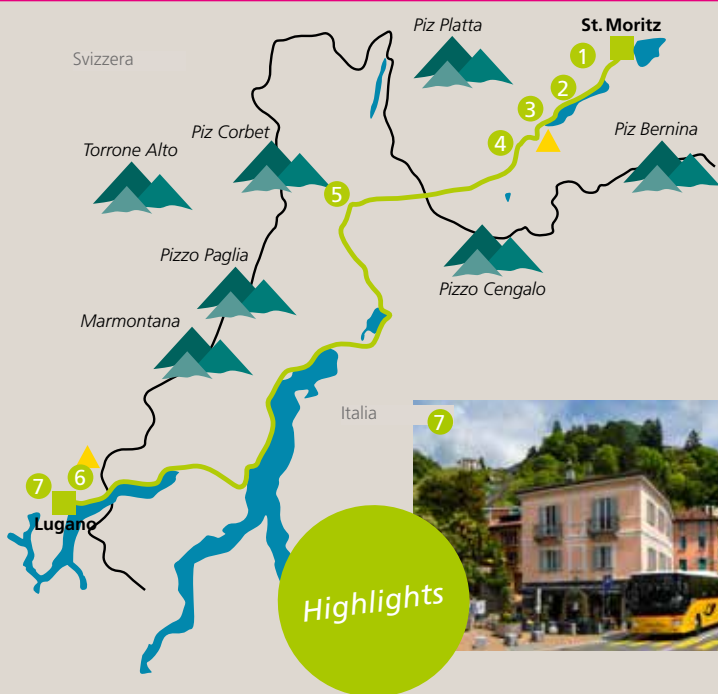 Piz Platta
St. Moritz
Svizzera
1
2
3
Piz Corbet
Piz Bernina
4
Torrone Alto
5
Pizzo Paglia
Pizzo Cengalo
Marmontana
Italia
7
6
7
Lugano
Highlights